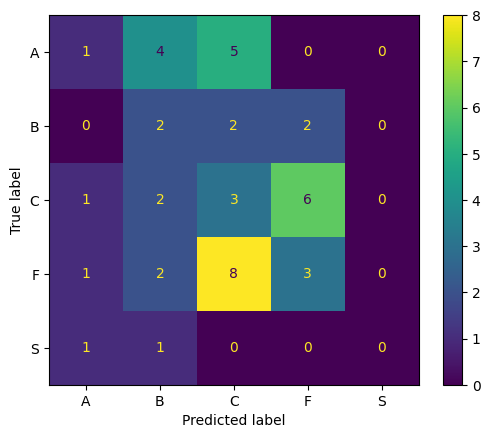 8
A 1 4 5 0 0
7
6
B 0 2 2 2 0
5
True label
C 1 2 3 6 0
4
3
F 1 2 8 3 0
2
S 1 1 0 0 0
1
0
A B C F S
Predicted label